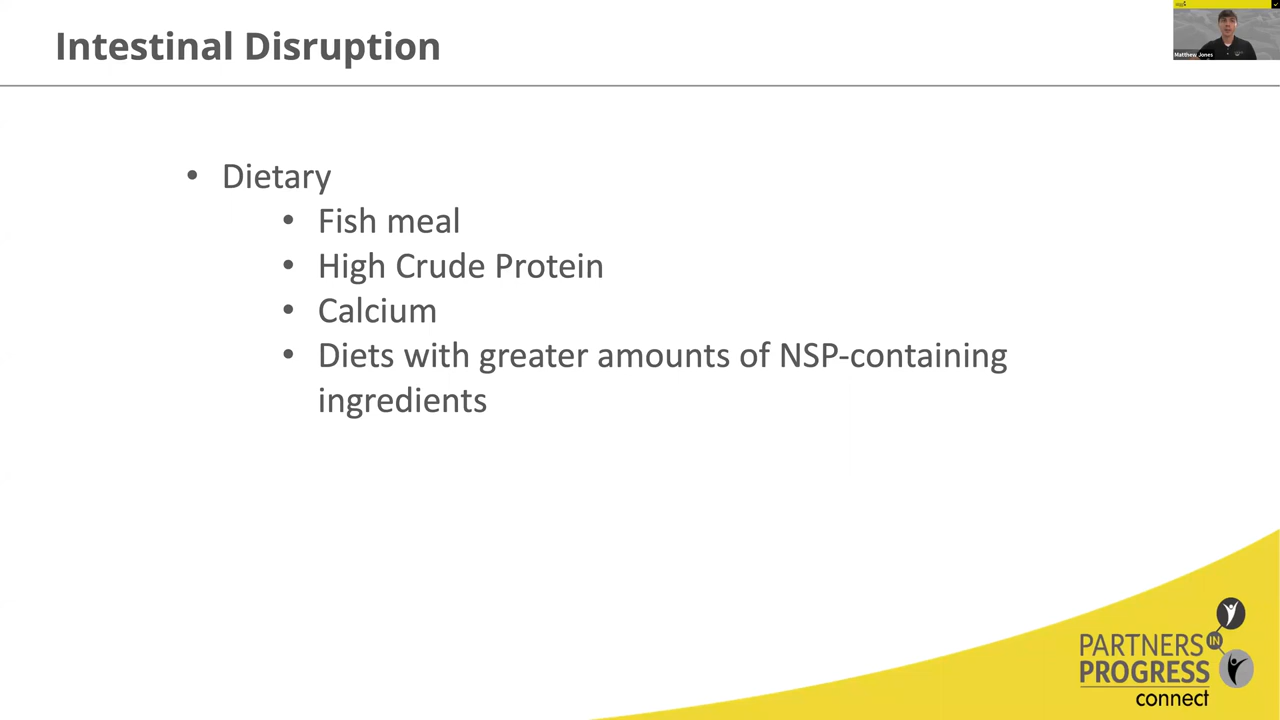 Intestinal Disruption
Matthew Jones
• Dietary
• Fish meal
• High Crude Protein
• Calcium
• Diets with greater amounts of NSP-containing
ingredients
PARTNERS IN
PROGRESS
connect